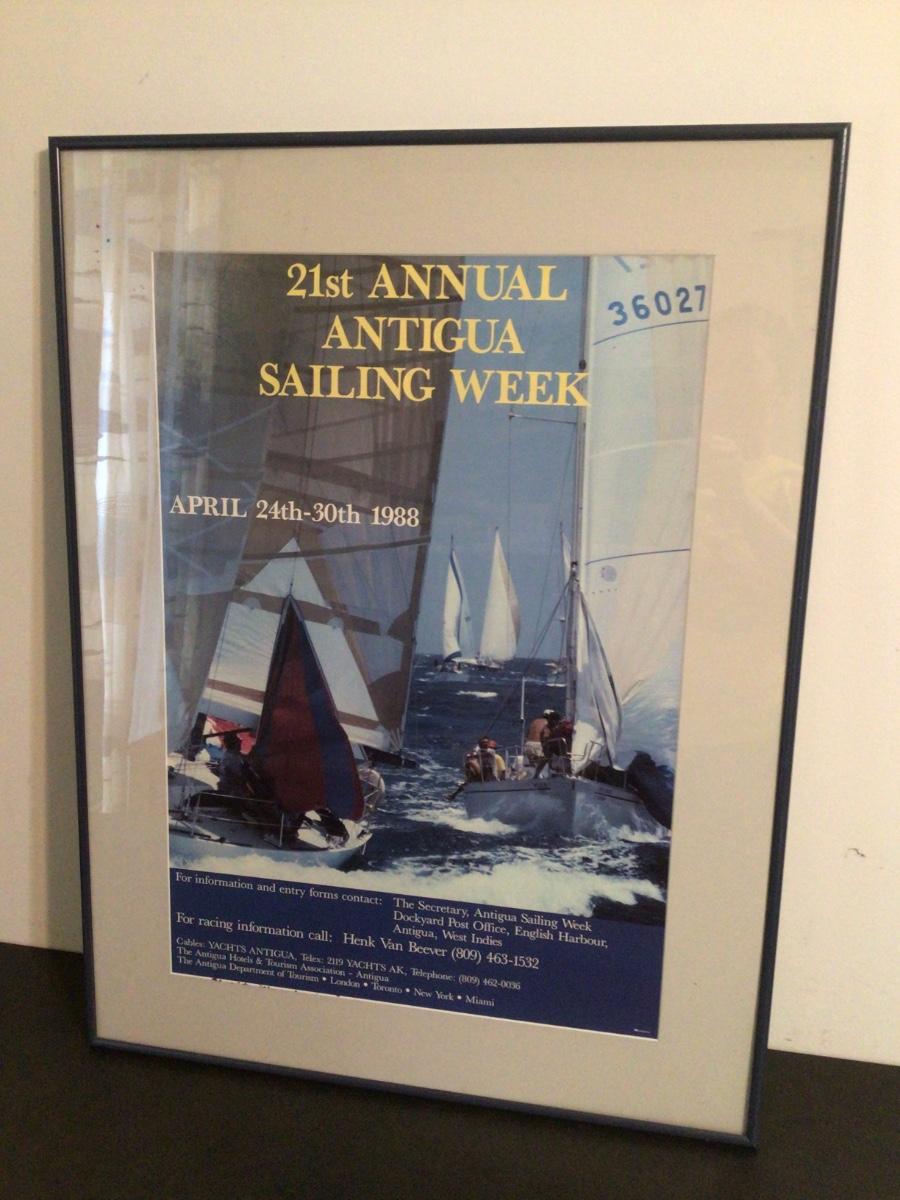 21st ANNUAL
ANTIGUA
SAILING WEEK
36027
APRIL 24th-30th 1988
For information and entry forms contact: The Secretary, Antigua Sailing Week
Dockyard Post Office, English Harbour,
Antigua, West Indies
For racing information call: Henk Van Beever (809) 463-1532
Cables: YACHTS ANTIGUA, Telex: 2119 YACHTS AK, Telephone: (809) 462-0036
The Antigua Hotels & Tourism Association - Antigua
The Antigua Department of Tourism • London • Toronto • New York • Miami